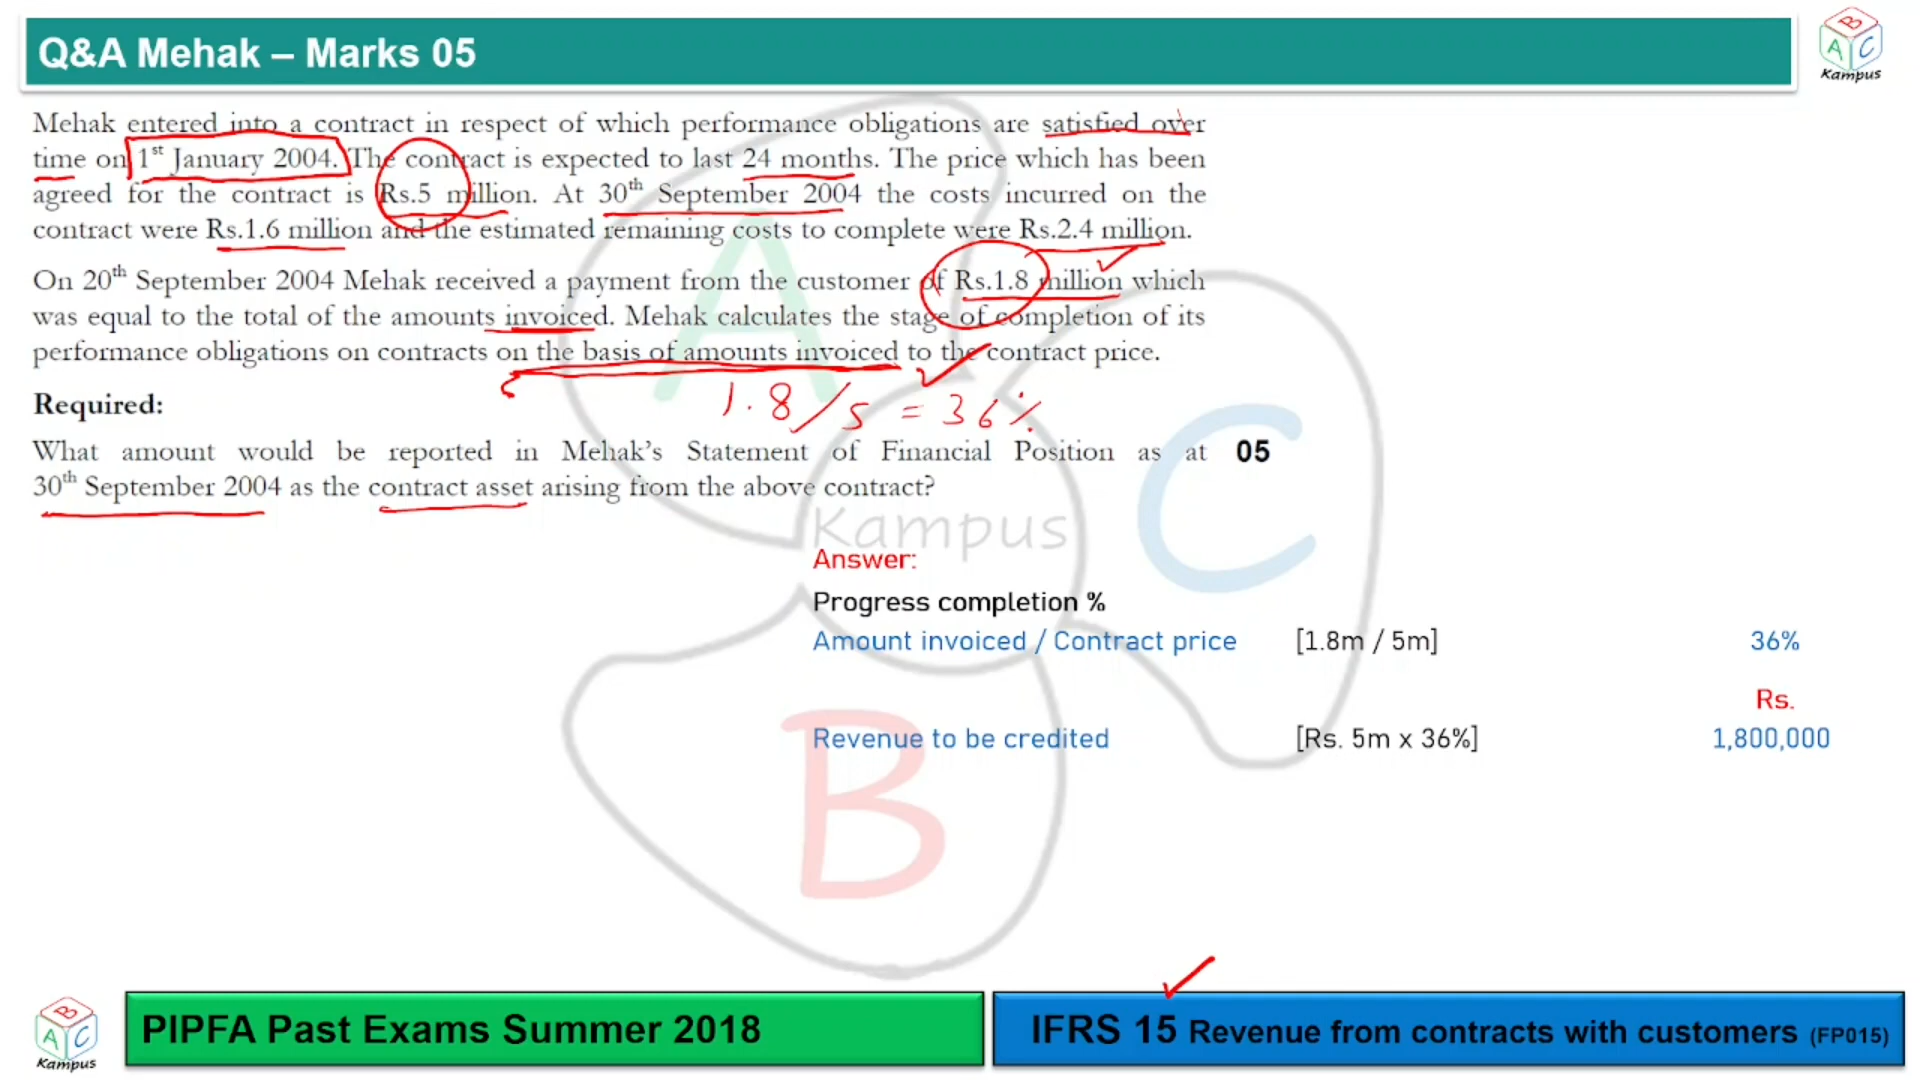 Q&A Mehak – Marks 05
B
A C
Kampus
Mehak entered into a contract in respect of which performance obligations are satisfied over
time on 1st January 2004. The contract is expected to last 24 months. The price which has been
agreed for the contract is Rs.5 million. At 30th September 2004 the costs incurred on the
contract were Rs.1.6 million and the estimated remaining costs to complete were Rs.2.4 million.
On 20th September 2004 Mehak received a payment from the customer of Rs.1.8 million which
was equal to the total of the amounts invoiced. Mehak calculates the stage of completion of its
performance obligations on contracts on the basis of amounts invoiced to the contract price.
1.8/5 = 36%
Required:
What amount would be reported in Mehak's Statement of Financial Position as at 05
30th September 2004 as the contract asset arising from the above contract?
A
Kampus
C
B
Answer:
Progress completion %
Amount invoiced / Contract price [1.8m / 5m] 36%
Rs.
Revenue to be credited [Rs. 5m x 36%] 1,800,000
B
A C
Kampus
PIPFA Past Exams Summer 2018
IFRS 15 Revenue from contracts with customers (FP015)